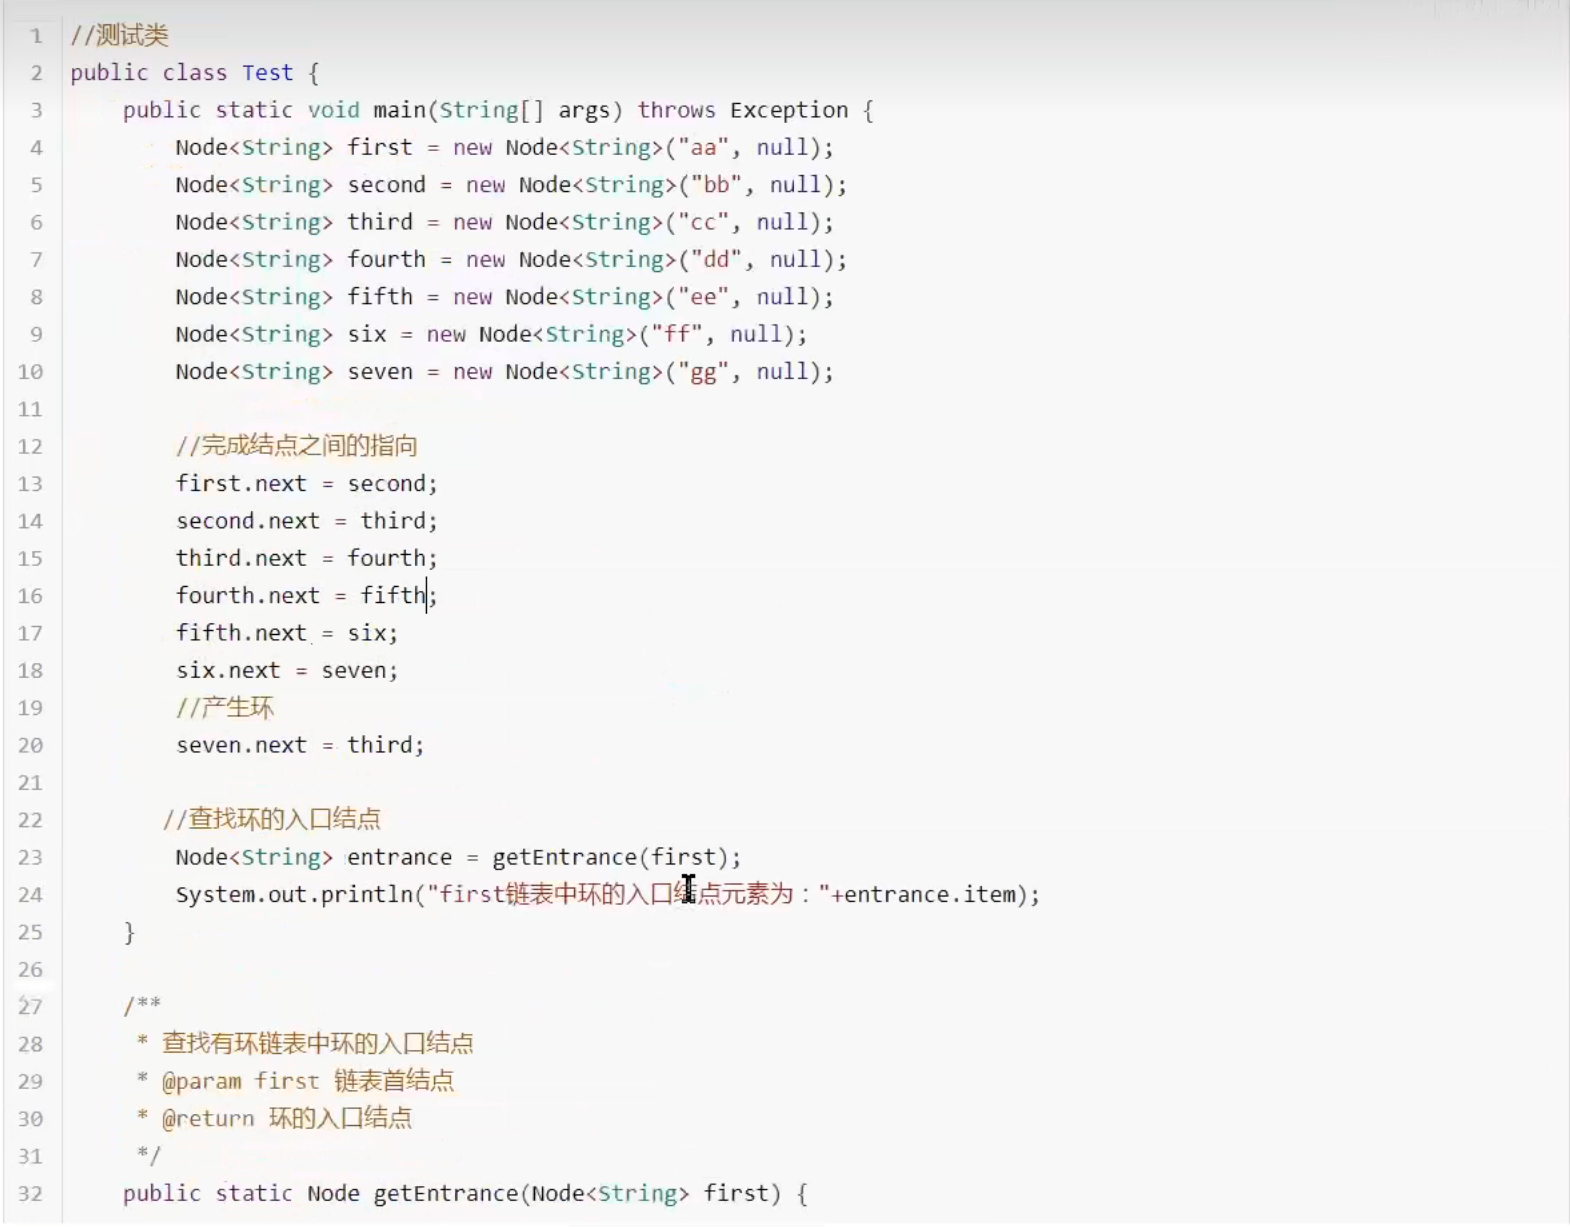 1 //测试类
2 public class Test {
3 public static void main(String[] args) throws Exception {
4 Node<String> first = new Node<String>("aa", null);
5 Node<String> second = new Node<String>("bb", null);
6 Node<String> third = new Node<String>("cc", null);
7 Node<String> fourth = new Node<String>("dd", null);
8 Node<String> fifth = new Node<String>("ee", null);
9 Node<String> six = new Node<String>("ff", null);
10 Node<String> seven = new Node<String>("gg", null);
11
12 //完成结点之间的指向
13 first.next = second;
14 second.next = third;
15 third.next = fourth;
16 fourth.next = fifth;
17 fifth.next = six;
18 six.next = seven;
19 //产生环
20 seven.next = third;
21
22 //查找环的入口结点
23 Node<String> entrance = getEntrance(first);
24 System.out.println("first链表中环的入口结点元素为："+entrance.item);
25 }
26
27 /**
28 * 查找有环链表中环的入口结点
29 * @param first 链表首结点
30 * @return 环的入口结点
31 */
32 public static Node getEntrance(Node<String> first) {